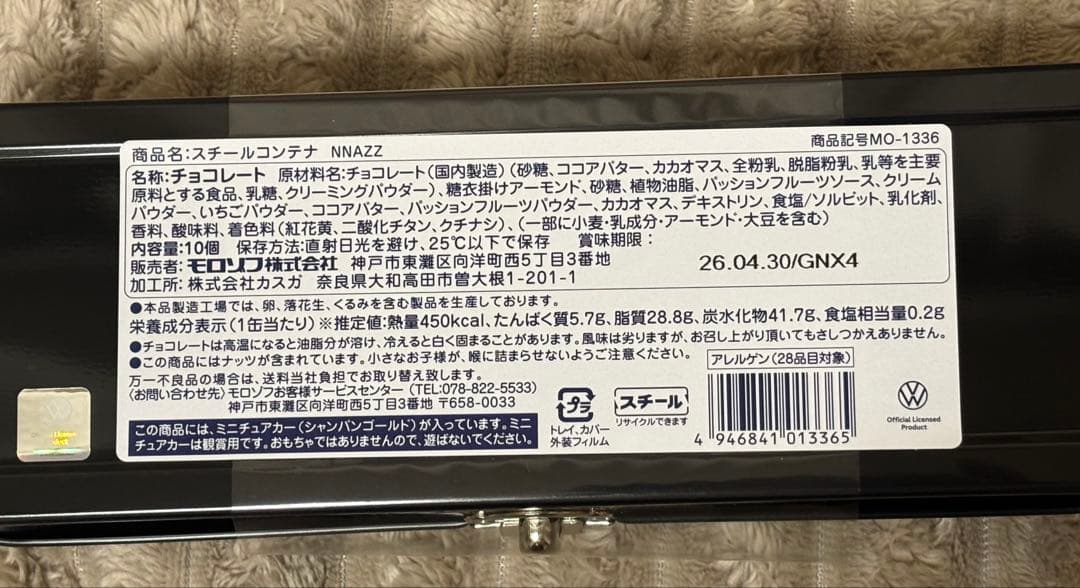 商品名:スチールコンテナ NNAZZ
商品記号MO-1336
名称:チョコレート 原材料名:チョコレート(国内製造)(砂糖、ココアバター、カカオマス、全粉乳、脱脂粉乳、乳等を主要
原料とする食品、乳糖、クリーミングパウダー)、糖衣掛けアーモンド、砂糖、植物油脂、パッションフルーツソース、クリーム
パウダー、いちごパウダー、ココアバター、パッションフルーツパウダー、カカオマス、デキストリン、食塩/ソルビット、乳化剤、
香料、酸味料、着色料(紅花黄、二酸化チタン、クチナシ)、(一部に小麦・乳成分・アーモンド・大豆を含む)
内容量:10個 保存方法:直射日光を避け、25℃以下で保存 賞味期限:
販売者:モロゾフ株式会社 神戸市東灘区向洋町西5丁目3番地
26.04.30/GNX4
加工所:株式会社カスガ 奈良県大和高田市曽大根1-201-1
●本品製造工場では、卵、落花生、くるみを含む製品を生産しております。
栄養成分表示(1缶当たり)※推定値:熱量450kcal、たんぱく質5.7g、脂質28.8g、炭水化物41.7g、食塩相当量0.2g
●チョコレートは高温になると油脂分が溶け、冷えると白く固まることがあります。風味は劣りますが、お召し上がり頂いてもさしつかえありません。
●この商品にはナッツが含まれています。小さなお子様が、喉に詰まらせないようご注意ください。
アレルゲン(28品目対象)
万一不良品の場合は、送料当社負担でお取り替え致します。
(お問い合わせ先)モロゾフお客様サービスセンター(TEL:078-822-5533)
神戸市東灘区向洋町西5丁目3番地 〒658-0033
この商品には、ミニチュアカー(シャンパンゴールド)が入っています。ミニ
チュアカーは観賞用です。おもちゃではありませんので、遊ばないでください。
プラ
トレイ、カバー
外装フィルム
スチール
リサイクルできます
4 946841 013365
Official Licensed
Product